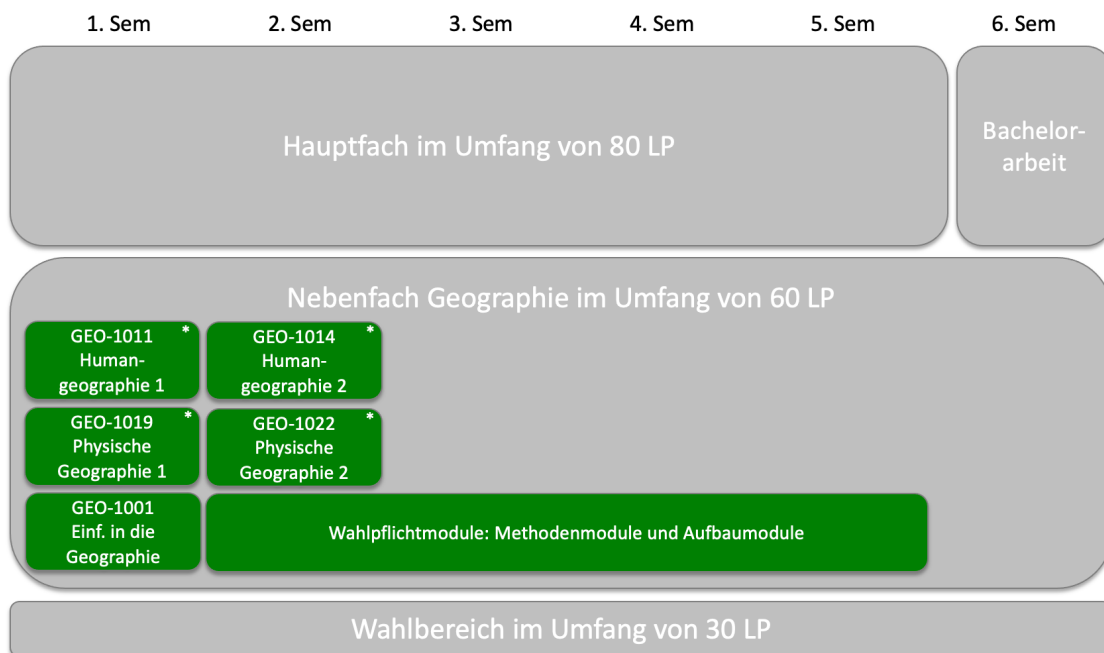 1. Sem 2. Sem 3. Sem 4. Sem 5. Sem 6. Sem
Hauptfach im Umfang von 80 LP
Bachelor-
arbeit
Nebenfach Geographie im Umfang von 60 LP
GEO-1011 *
Human-
geographie 1
GEO-1014 *
Human-
geographie 2
GEO-1019 *
Physische
Geographie 1
GEO-1022 *
Physische
Geographie 2
GEO-1001
Einf. in die
Geographie
Wahlpflichtmodule: Methodenmodule und Aufbaumodule
Wahlbereich im Umfang von 30 LP